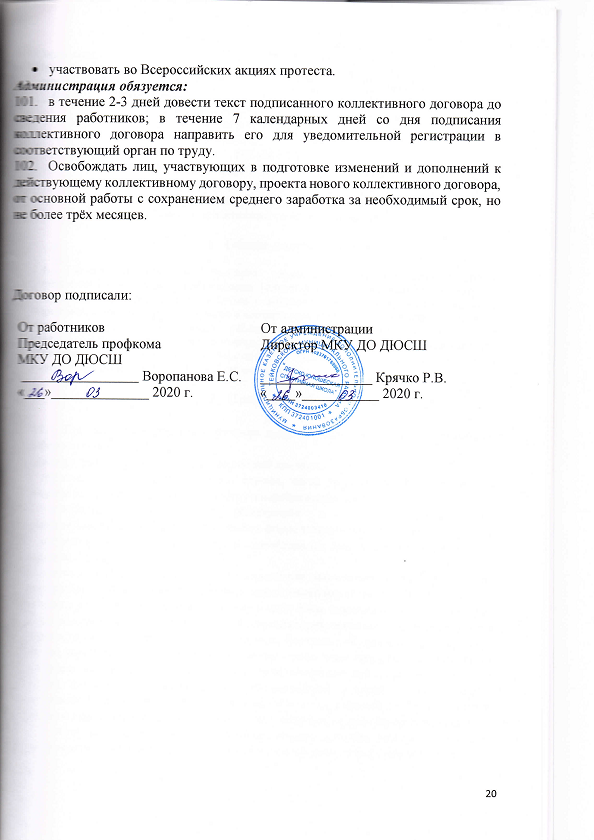 • участвовать во Всероссийских акциях протеста.
Администрация обязуется:
101. в течение 2-3 дней довести текст подписанного коллективного договора до
сведения работников; в течение 7 календарных дней со дня подписания
коллективного договора направить его для уведомительной регистрации в
соответствующий орган по труду.
102. Освобождать лиц, участвующих в подготовке изменений и дополнений к
действующему коллективному договору, проекта нового коллективного договора,
от основной работы с сохранением среднего заработка за необходимый срок, но
не более трёх месяцев.
Договор подписали:
От работников
Председатель профкома
МКУ ДО ДЮСШ
Вор Воропанова Е.С.
«26» 03 2020 г.
От администрации
Директор МКУ ДО ДЮСШ
Крячко Р.В.
«26» 03 2020 г.
20